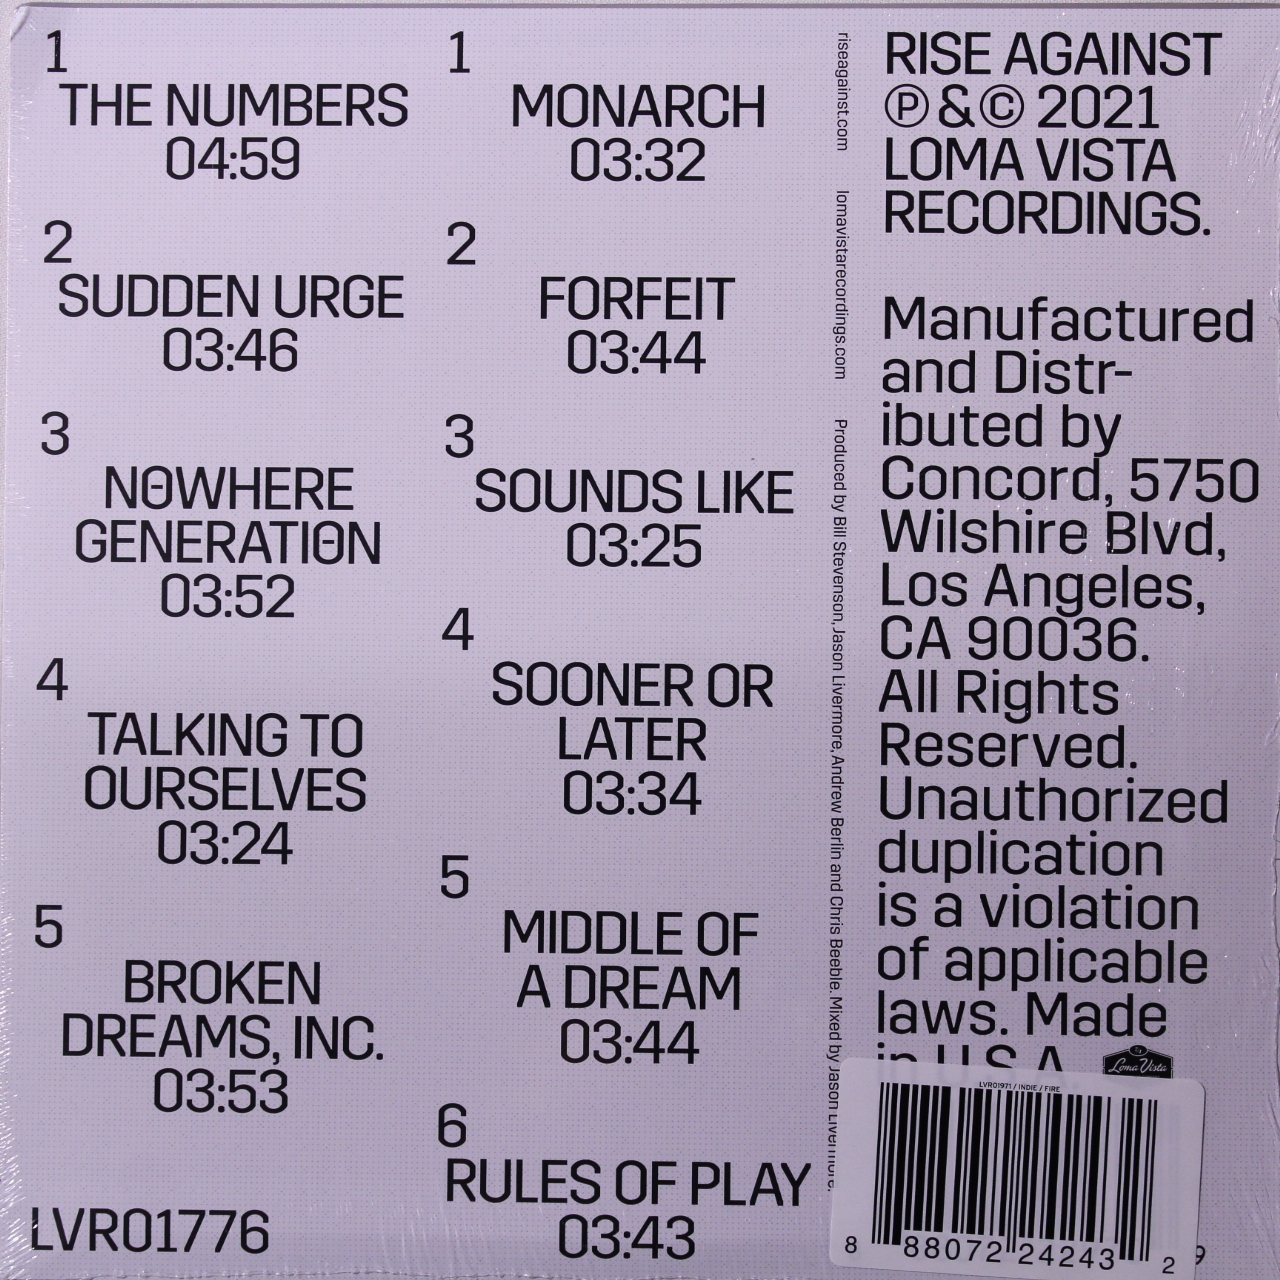 1
THE NUMBERS
04:59
2
SUDDEN URGE
03:46
3
NOWHERE
GENERATION
03:52
4
TALKING TO
OURSELVES
03:24
5
BROKEN
DREAMS, INC.
03:53
LVR01776
1
MONARCH
03:32
2
FORFEIT
03:44
3
SOUNDS LIKE
03:25
4
SOONER OR
LATER
03:34
5
MIDDLE OF
A DREAM
03:44
6
RULES OF PLAY
03:43
riseagainst.com lomavistarecordings.com Produced by Bill Stevenson, Jason Livermore, Andrew Berlin and Chris Beeble. Mixed by Jason Livermore.
RISE AGAINST
℗ & © 2021
LOMA VISTA
RECORDINGS.
Manufactured
and Distr-
ibuted by
Concord, 5750
Wilshire Blvd,
Los Angeles,
CA 90036.
All Rights
Reserved.
Unauthorized
duplication
is a violation
of applicable
laws. Made
in U.S.A.
Loma Vista
LVR01971 / INDIE / FIRE
8 88072 24243 2
9